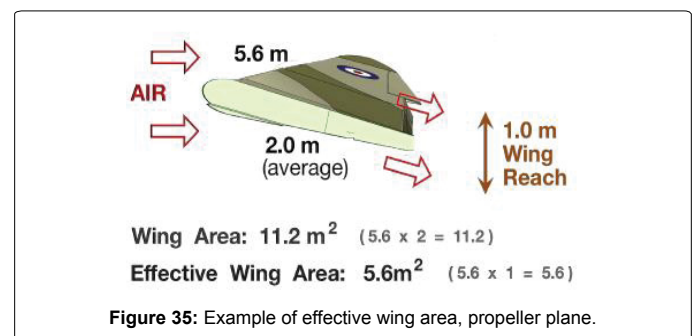 5.6 m
AIR
2.0 m
(average)
1.0 m
Wing
Reach
Wing Area: 11.2 m² (5.6 x 2 = 11.2)
Effective Wing Area: 5.6m² (5.6 x 1 = 5.6)
Figure 35: Example of effective wing area, propeller plane.